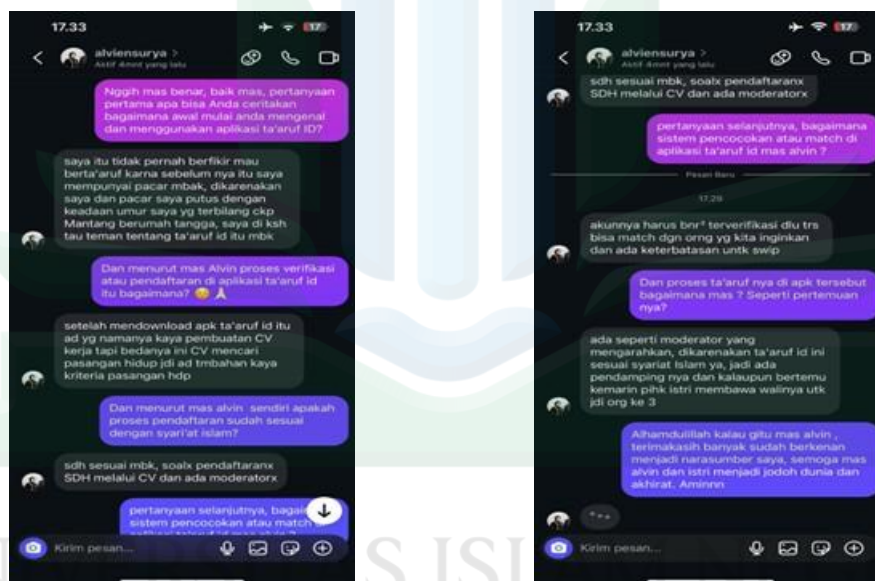 17.33
17
alviensurya >
Aktif 4mnt yang lalu
Nggih mas benar, baik mas, pertanyaan
pertama apa bisa Anda ceritakan
bagaimana awal mulai anda mengenal
dan menggunakan aplikasi ta'aruf ID?
saya itu tidak pernah berfikir mau
berta'aruf karna sebelum nya itu saya
mempunyai pacar mbak, dikarenakan
saya dan pacar saya putus dengan
keadaan umur saya yg terbilang ckp
Mantang berumah tangga, saya di ksh
tau teman tentang ta'aruf id itu mbk
Dan menurut mas Alvin proses verifikasi
atau pendaftaran di aplikasi ta'aruf id
itu bagaimana? 😊🙏
setelah mendownload apk ta'aruf id itu
ad yg namanya kaya pembuatan CV
kerja tapi bedanya ini CV mencari
pasangan hidup jdi ad tmbahan kaya
kriteria pasangan hdp
Dan menurut mas alvin sendiri apakah
proses pendaftaran sudah sesuai
dengan syari'at islam?
sdh sesuai mbk, soalx pendaftaranx
SDH melalui CV dan ada moderatorx
pertanyaan selanjutnya, bagai
sistem pencocokan atau match
Kirim pesan...
17.33
17
alviensurya >
Aktif 4mnt yang lalu
sdh sesuai mbk, soalx pendaftaranx
SDH melalui CV dan ada moderatorx
pertanyaan selanjutnya, bagaimana
sistem pencocokan atau match di
aplikasi ta'aruf id mas alvin ?
Pesan Baru
17.29
akunnya harus bnr² terverifikasi dlu trs
bisa match dgn orng yg kita inginkan
dan ada keterbatasan untk swip
Dan proses ta'aruf nya di apk tersebut
bagaimana mas ? Seperti pertemuan
nya?
ada seperti moderator yang
mengarahkan, dikarenakan ta'aruf id ini
sesuai syariat Islam ya, jadi ada
pendamping nya dan kalaupun bertemu
kemarin pihk istri membawa walinya utk
jdi org ke 3
Alhamdulillah kalau gitu mas alvin ,
terimakasih banyak sudah berkenan
menjadi narasumber saya, semoga mas
alvin dan istri menjadi jodoh dunia dan
akhirat. Aminnn
Kirim pesan...